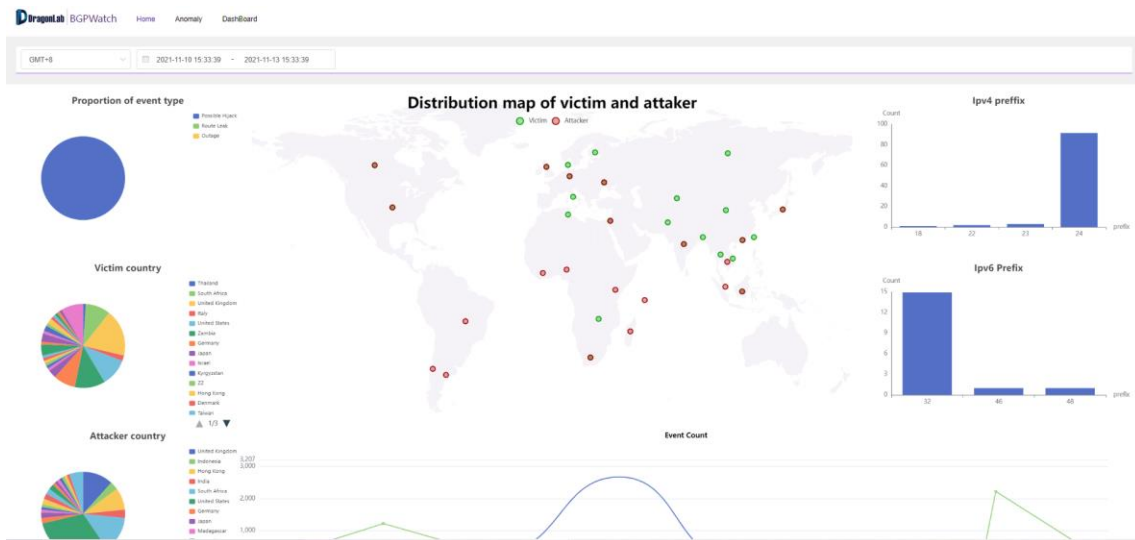 DragonLab BGPWatch Home Anomaly DashBoard
GMT+8 2021-11-10 15:33:39 - 2021-11-13 15:33:39
Proportion of event type
Possible Hijack
Route Leak
Outage
Distribution map of victim and attaker
Victim Attacker
Ipv4 preffix
Count
100
80
60
40
20
0
18 22 23 24 prefix
Victim country
Thailand
South Africa
United Kingdom
Italy
United States
Zambia
Germany
Japan
Israel
Kyrgyzstan
ZZ
Hong Kong
Denmark
Taiwan
1/3
Ipv6 Prefix
Count
15
12
9
6
3
0
32 46 48 prefix
Attacker country
United Kingdom
Indonesia
Hong Kong
India
South Africa
United States
Germany
Japan
Madagascar
Event Count
3,207
3,000
2,000
1,000